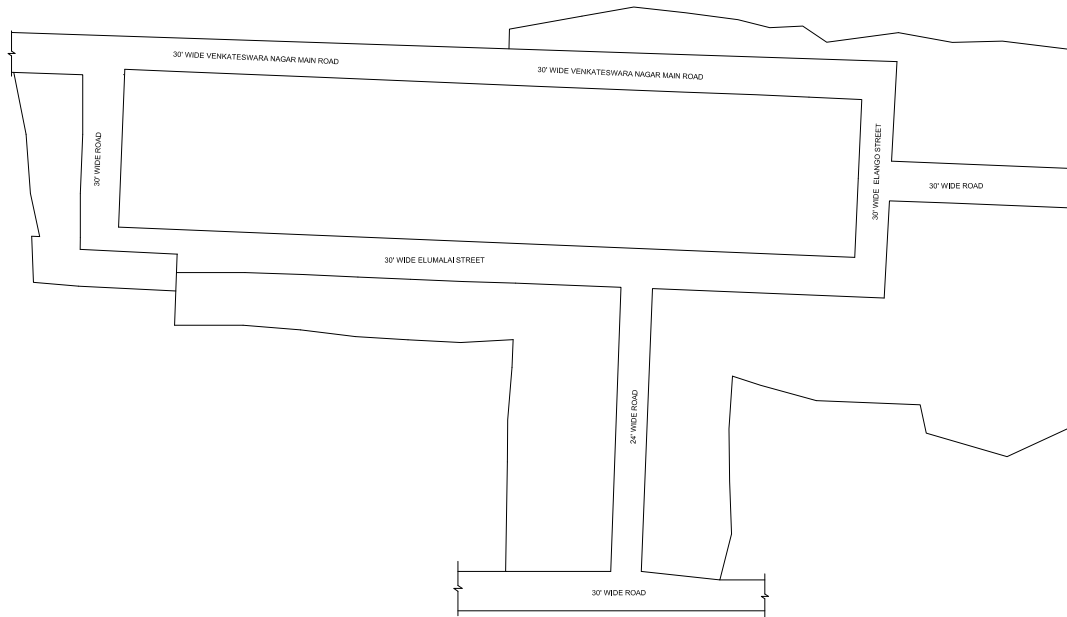 30' WIDE VENKATESWARA NAGAR MAIN ROAD
30' WIDE VENKATESWARA NAGAR MAIN ROAD
30' WIDE ROAD
30' WIDE ELANGO STREET
30' WIDE ROAD
30' WIDE ELUMALAI STREET
24' WIDE ROAD
30' WIDE ROAD